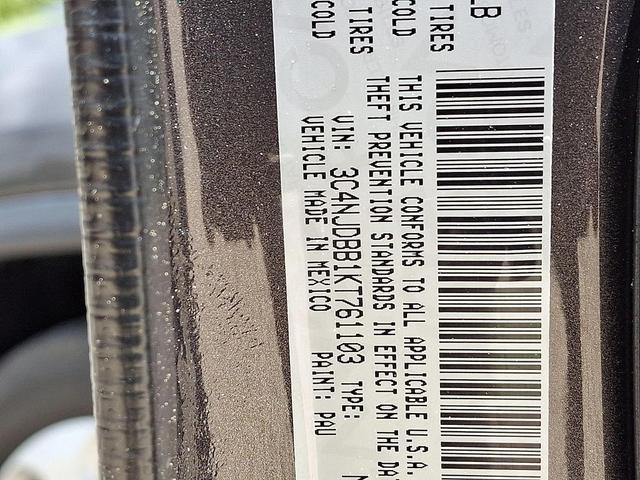 LB
TIRES COLD
TIRES COLD
THIS VEHICLE CONFORMS TO ALL APPLICABLE U.S.A.
THEFT PREVENTION STANDARDS IN EFFECT ON THE DA
VIN: 3C4NJDBB1KT761103 TYPE:
VEHICLE MADE IN MEXICO PAINT: PAU